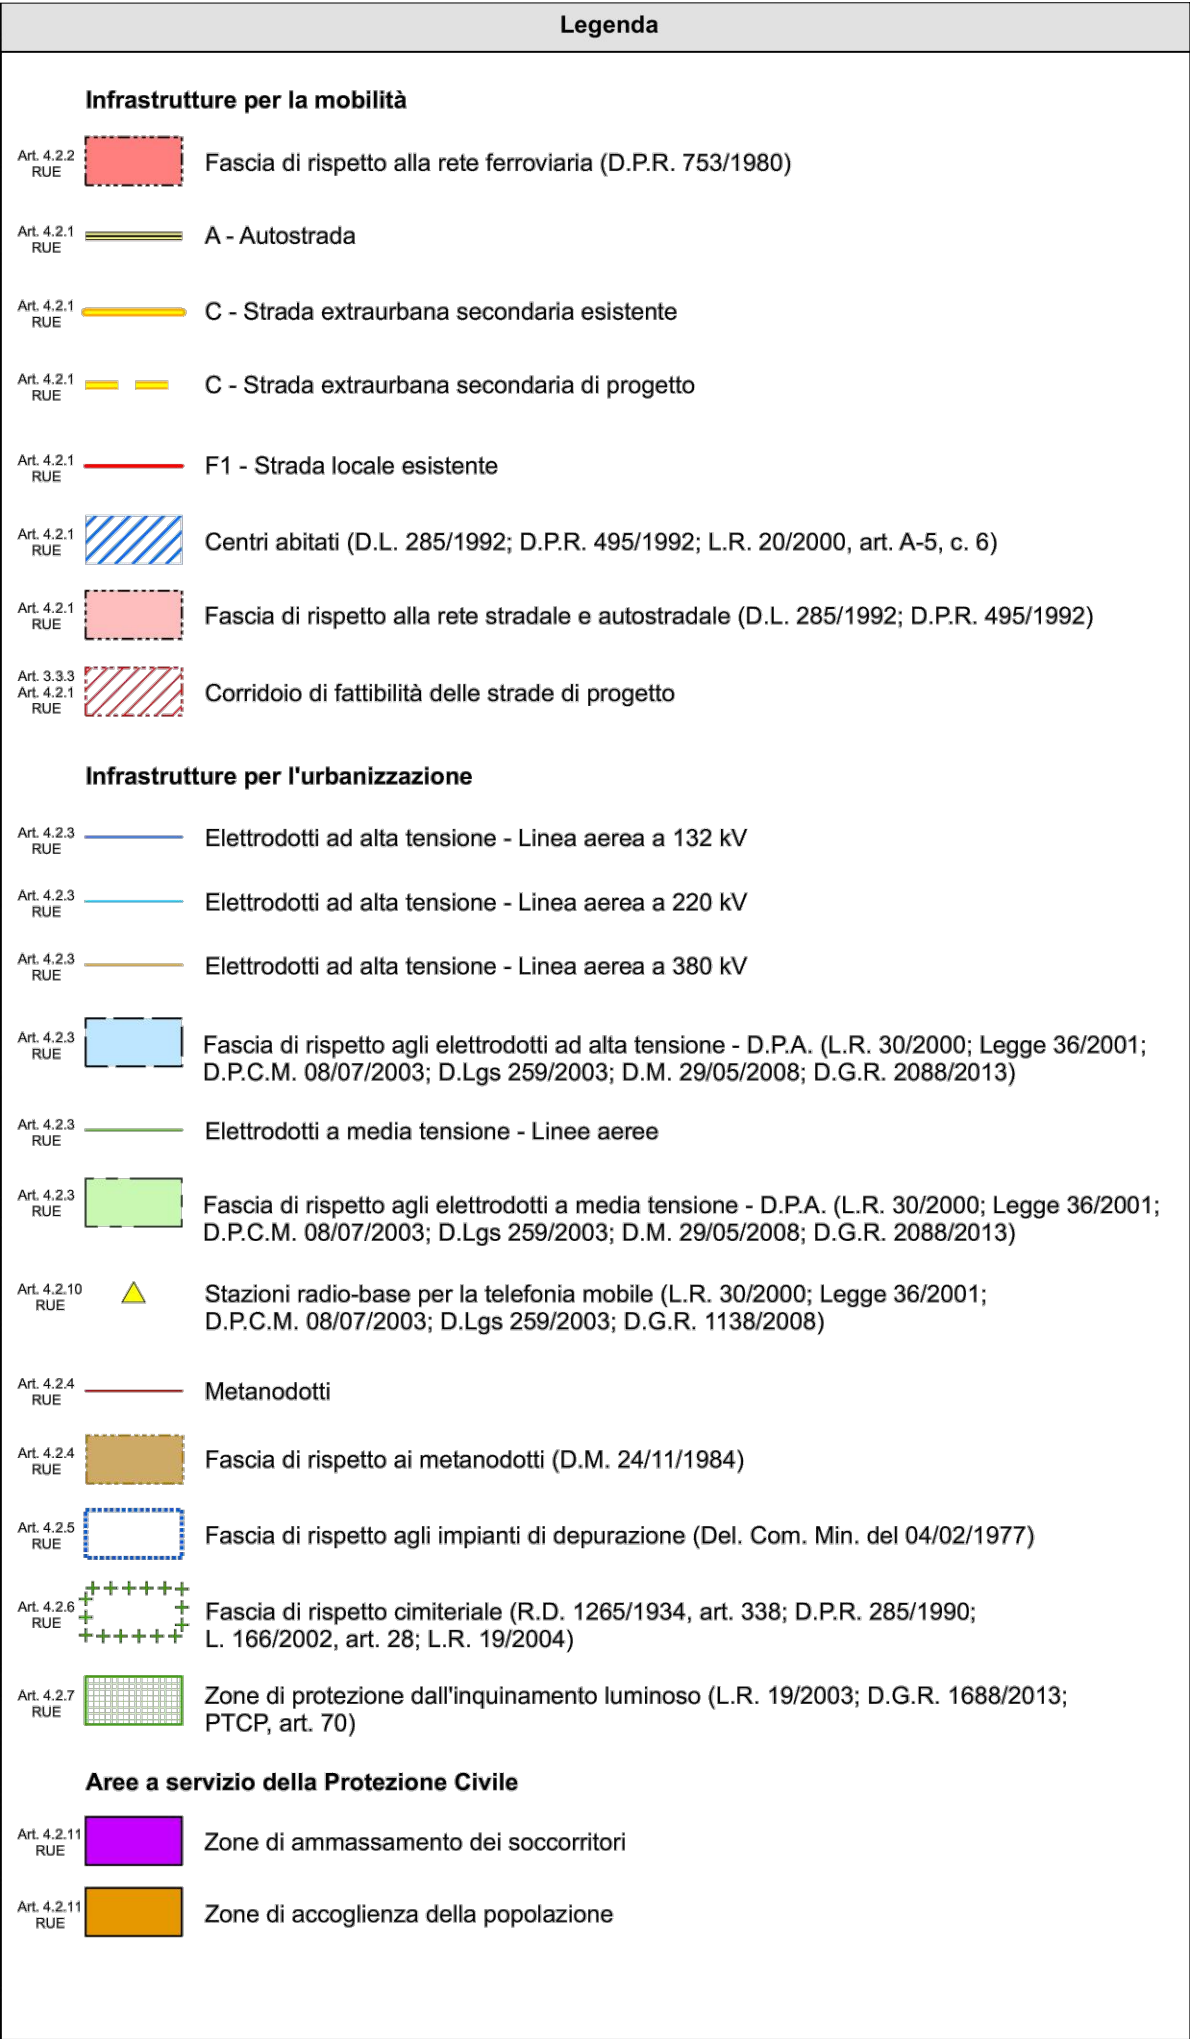 Legenda
Infrastrutture per la mobilità
Art. 4.2.2
RUE
Fascia di rispetto alla rete ferroviaria (D.P.R. 753/1980)
Art. 4.2.1
RUE
A - Autostrada
Art. 4.2.1
RUE
C - Strada extraurbana secondaria esistente
Art. 4.2.1
RUE
C - Strada extraurbana secondaria di progetto
Art. 4.2.1
RUE
F1 - Strada locale esistente
Art. 4.2.1
RUE
Centri abitati (D.L. 285/1992; D.P.R. 495/1992; L.R. 20/2000, art. A-5, c. 6)
Art. 4.2.1
RUE
Fascia di rispetto alla rete stradale e autostradale (D.L. 285/1992; D.P.R. 495/1992)
Art. 3.3.3
Art. 4.2.1
RUE
Corridoio di fattibilità delle strade di progetto
Infrastrutture per l'urbanizzazione
Art. 4.2.3
RUE
Elettrodotti ad alta tensione - Linea aerea a 132 kV
Art. 4.2.3
RUE
Elettrodotti ad alta tensione - Linea aerea a 220 kV
Art. 4.2.3
RUE
Elettrodotti ad alta tensione - Linea aerea a 380 kV
Art. 4.2.3
RUE
Fascia di rispetto agli elettrodotti ad alta tensione - D.P.A. (L.R. 30/2000; Legge 36/2001;
D.P.C.M. 08/07/2003; D.Lgs 259/2003; D.M. 29/05/2008; D.G.R. 2088/2013)
Art. 4.2.3
RUE
Elettrodotti a media tensione - Linee aeree
Art. 4.2.3
RUE
Fascia di rispetto agli elettrodotti a media tensione - D.P.A. (L.R. 30/2000; Legge 36/2001;
D.P.C.M. 08/07/2003; D.Lgs 259/2003; D.M. 29/05/2008; D.G.R. 2088/2013)
Art. 4.2.10
RUE
Stazioni radio-base per la telefonia mobile (L.R. 30/2000; Legge 36/2001;
D.P.C.M. 08/07/2003; D.Lgs 259/2003; D.G.R. 1138/2008)
Art. 4.2.4
RUE
Metanodotti
Art. 4.2.4
RUE
Fascia di rispetto ai metanodotti (D.M. 24/11/1984)
Art. 4.2.5
RUE
Fascia di rispetto agli impianti di depurazione (Del. Com. Min. del 04/02/1977)
Art. 4.2.6
RUE
Fascia di rispetto cimiteriale (R.D. 1265/1934, art. 338; D.P.R. 285/1990;
L. 166/2002, art. 28; L.R. 19/2004)
Art. 4.2.7
RUE
Zone di protezione dall'inquinamento luminoso (L.R. 19/2003; D.G.R. 1688/2013;
PTCP, art. 70)
Aree a servizio della Protezione Civile
Art. 4.2.11
RUE
Zone di ammassamento dei soccorritori
Art. 4.2.11
RUE
Zone di accoglienza della popolazione